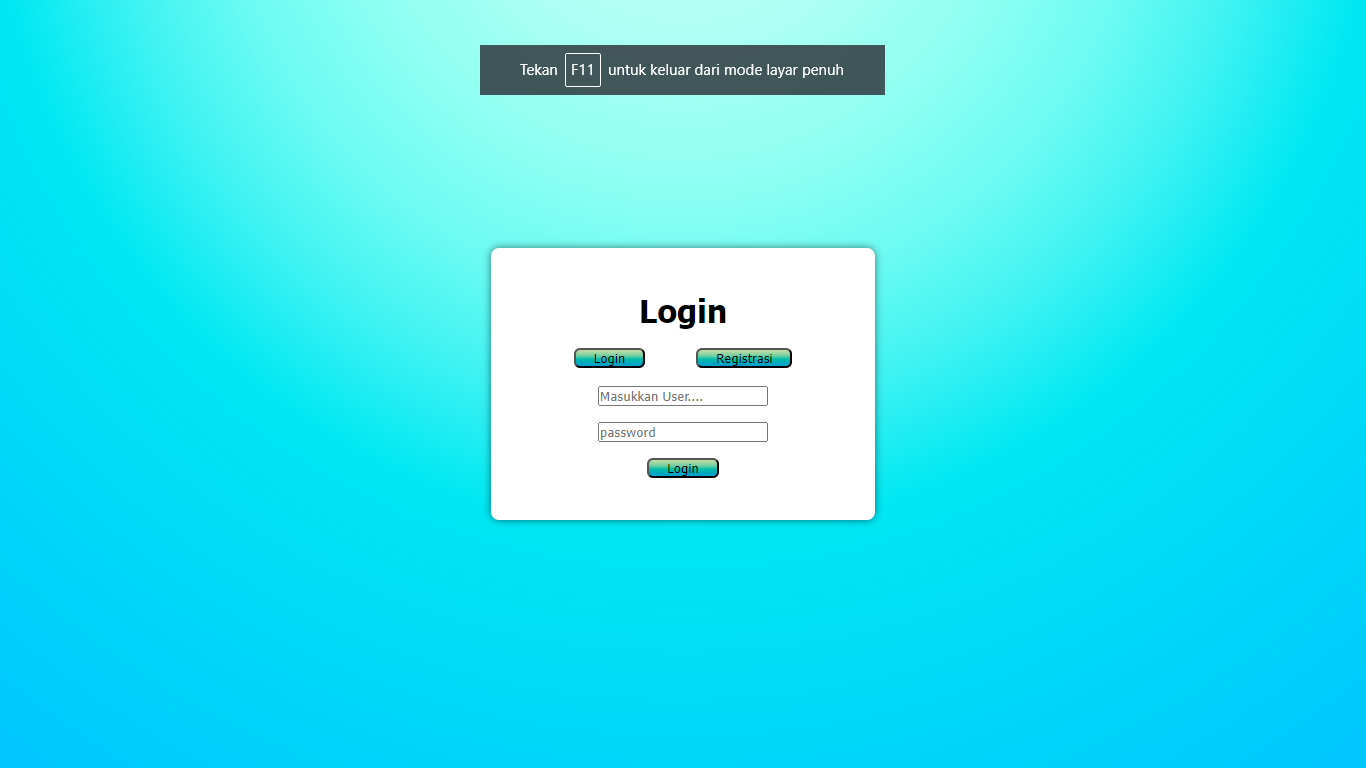 Tekan F11 untuk keluar dari mode layar penuh
Login
Login Registrasi
Masukkan User....
password
Login